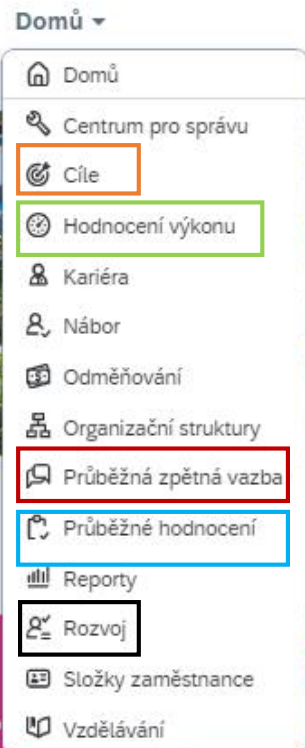 Domů
Domů
Centrum pro správu
Cíle
Hodnocení výkonu
Kariéra
Nábor
Odměňování
Organizační struktury
Průběžná zpětná vazba
Průběžné hodnocení
Reporty
Rozvoj
Složky zaměstnance
Vzdělávání